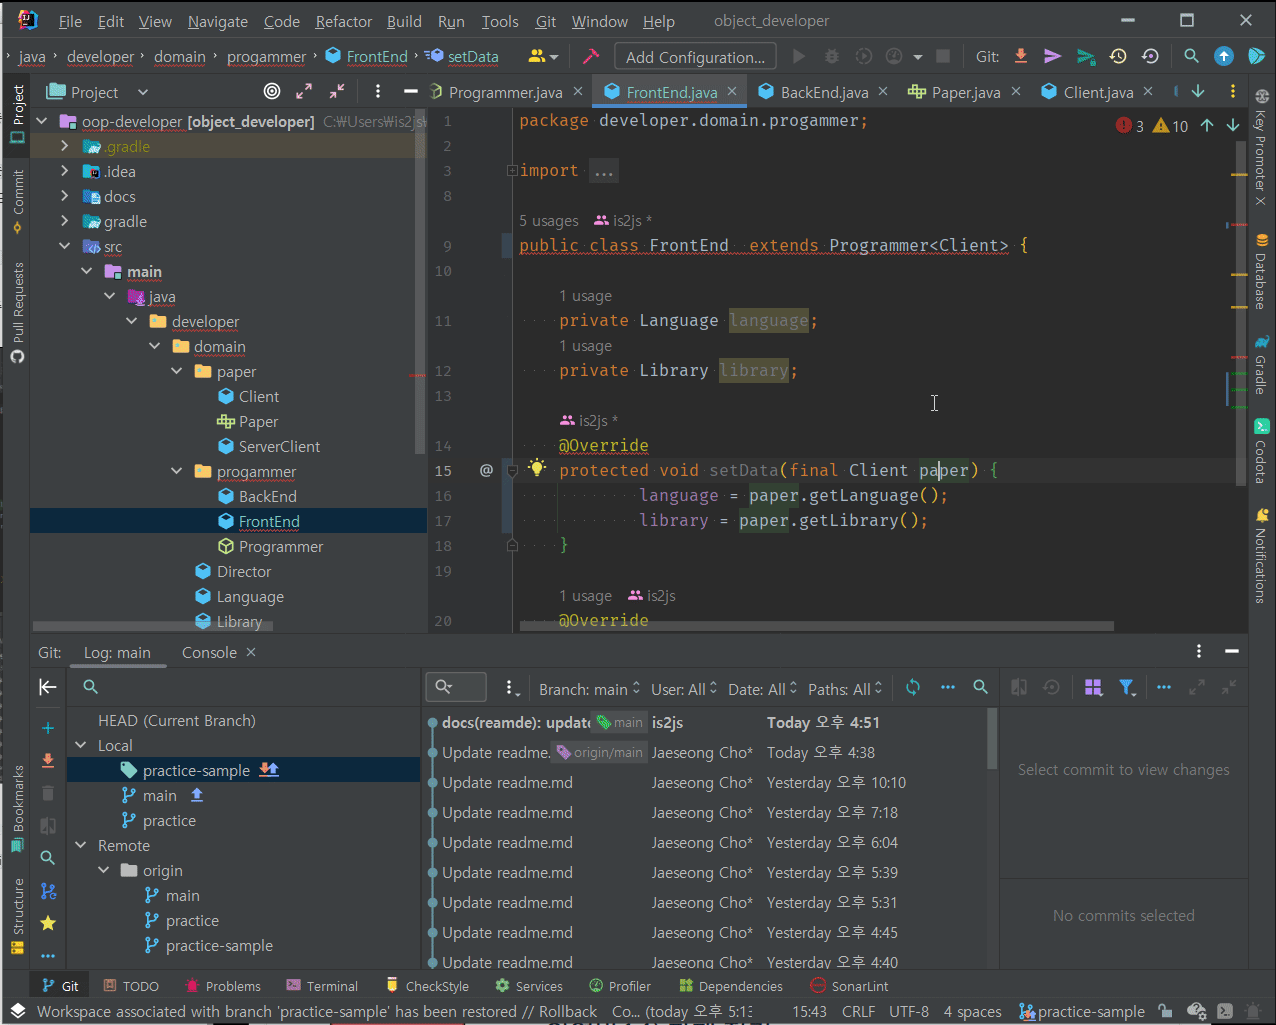 File Edit View Navigate Code Refactor Build Run Tools Git Window Help object_developer
java developer domain progammer FrontEnd setData Add Configuration... Git:
Project
Programmer.java FrontEnd.java BackEnd.java Paper.java Client.java
Project
Commit
Pull Requests
Bookmarks
Structure
oop-developer [object_developer] C:₩Users₩is2js₩
.gradle
.idea
docs
gradle
src
main
java
developer
domain
paper
Client
Paper
ServerClient
progammer
BackEnd
FrontEnd
Programmer
Director
Language
Library
3 10
1 package developer.domain.progammer;
2
3 import ...
8
5 usages is2js *
9 public class FrontEnd extends Programmer<Client> {
10
1 usage
11 private Language language;
1 usage
12 private Library library;
13
is2js *
14 @Override
15 @ protected void setData(final Client paper) {
16 language = paper.getLanguage();
17 library = paper.getLibrary();
18 }
19
1 usage is2js
20 @Override
Key Promoter X
Database
Gradle
Codota
Notifications
Git: Log: main Console
HEAD (Current Branch)
Local
practice-sample
main
practice
Remote
origin
main
practice
practice-sample
Branch: main User: All Date: All Paths: All
docs(reamde): update main is2js Today 오후 4:51
Update readme. origin/main Jaeseong Cho* Today 오후 4:38
Update readme.md Jaeseong Cho* Yesterday 오후 10:10
Update readme.md Jaeseong Cho* Yesterday 오후 7:18
Update readme.md Jaeseong Cho* Yesterday 오후 6:04
Update readme.md Jaeseong Cho* Yesterday 오후 5:39
Update readme.md Jaeseong Cho* Yesterday 오후 5:31
Update readme.md Jaeseong Cho* Yesterday 오후 4:45
Update readme.md Jaeseong Cho* Yesterday 오후 4:40
Select commit to view changes
No commits selected
Git TODO Problems Terminal CheckStyle Services Profiler Dependencies SonarLint
Workspace associated with branch 'practice-sample' has been restored // Rollback Co... (today 오후 5:13 15:43 CRLF UTF-8 4 spaces practice-sample